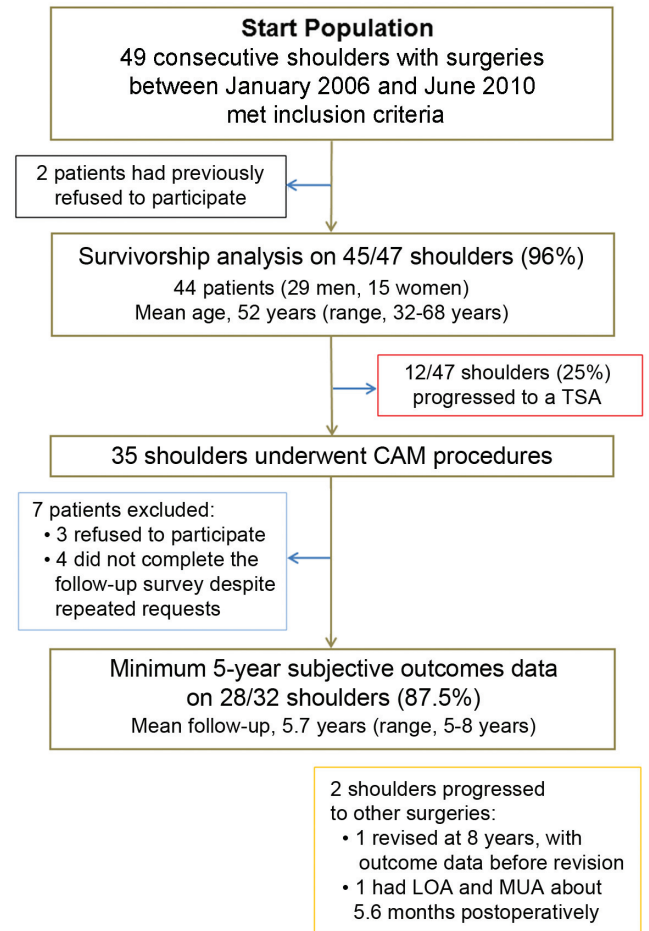 Start Population
49 consecutive shoulders with surgeries
between January 2006 and June 2010
met inclusion criteria
2 patients had previously
refused to participate
Survivorship analysis on 45/47 shoulders (96%)
44 patients (29 men, 15 women)
Mean age, 52 years (range, 32-68 years)
12/47 shoulders (25%)
progressed to a TSA
35 shoulders underwent CAM procedures
7 patients excluded:
• 3 refused to participate
• 4 did not complete the
follow-up survey despite
repeated requests
Minimum 5-year subjective outcomes data
on 28/32 shoulders (87.5%)
Mean follow-up, 5.7 years (range, 5-8 years)
2 shoulders progressed
to other surgeries:
• 1 revised at 8 years, with
outcome data before revision
• 1 had LOA and MUA about
5.6 months postoperatively